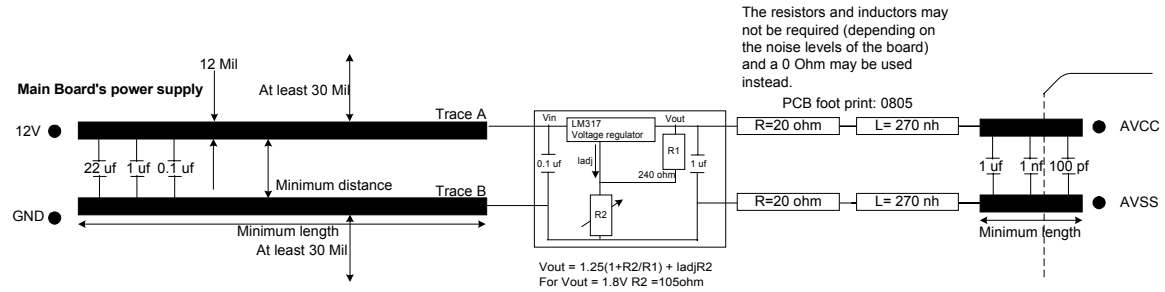 The resistors and inductors may
not be required (depending on
the noise levels of the board)
and a 0 Ohm may be used
instead.
PCB foot print: 0805
12 Mil
At least 30 Mil
Main Board's power supply
Trace A
12V
22 uf
1 uf
0.1 uf
Minimum distance
Trace B
GND
Minimum length
At least 30 Mil
Vin
LM317
Voltage regulator
Vout
R1
0.1 uf
Iadj
240 ohm
1 uf
R2
Vout = 1.25(1+R2/R1) + IadjR2
For Vout = 1.8V R2 =105ohm
R=20 ohm
L= 270 nh
R=20 ohm
L= 270 nh
AVCC
1 uf
1 nf
100 pf
AVSS
Minimum length